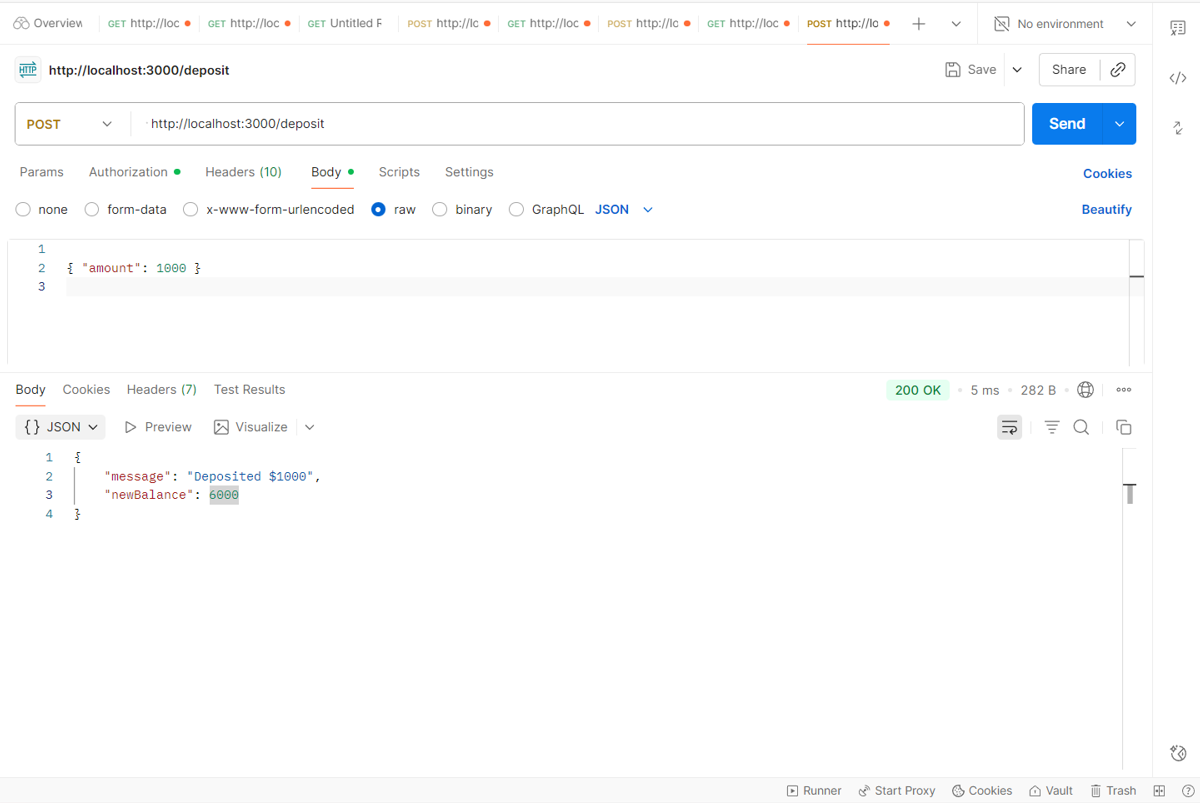 Overview GET http://loc GET http://loc GET Untitled F POST http://lc GET http://loc POST http://lc GET http://loc POST http://lc No environment
HTTP http://localhost:3000/deposit Save Share
POST http://localhost:3000/deposit Send
Params Authorization Headers (10) Body Scripts Settings Cookies
none form-data x-www-form-urlencoded raw binary GraphQL JSON Beautify
1
2 { "amount": 1000 }
3
Body Cookies Headers (7) Test Results 200 OK 5 ms 282 B
{} JSON Preview Visualize
1 {
2 "message": "Deposited $1000",
3 "newBalance": 6000
4 }
Runner Start Proxy Cookies Vault Trash